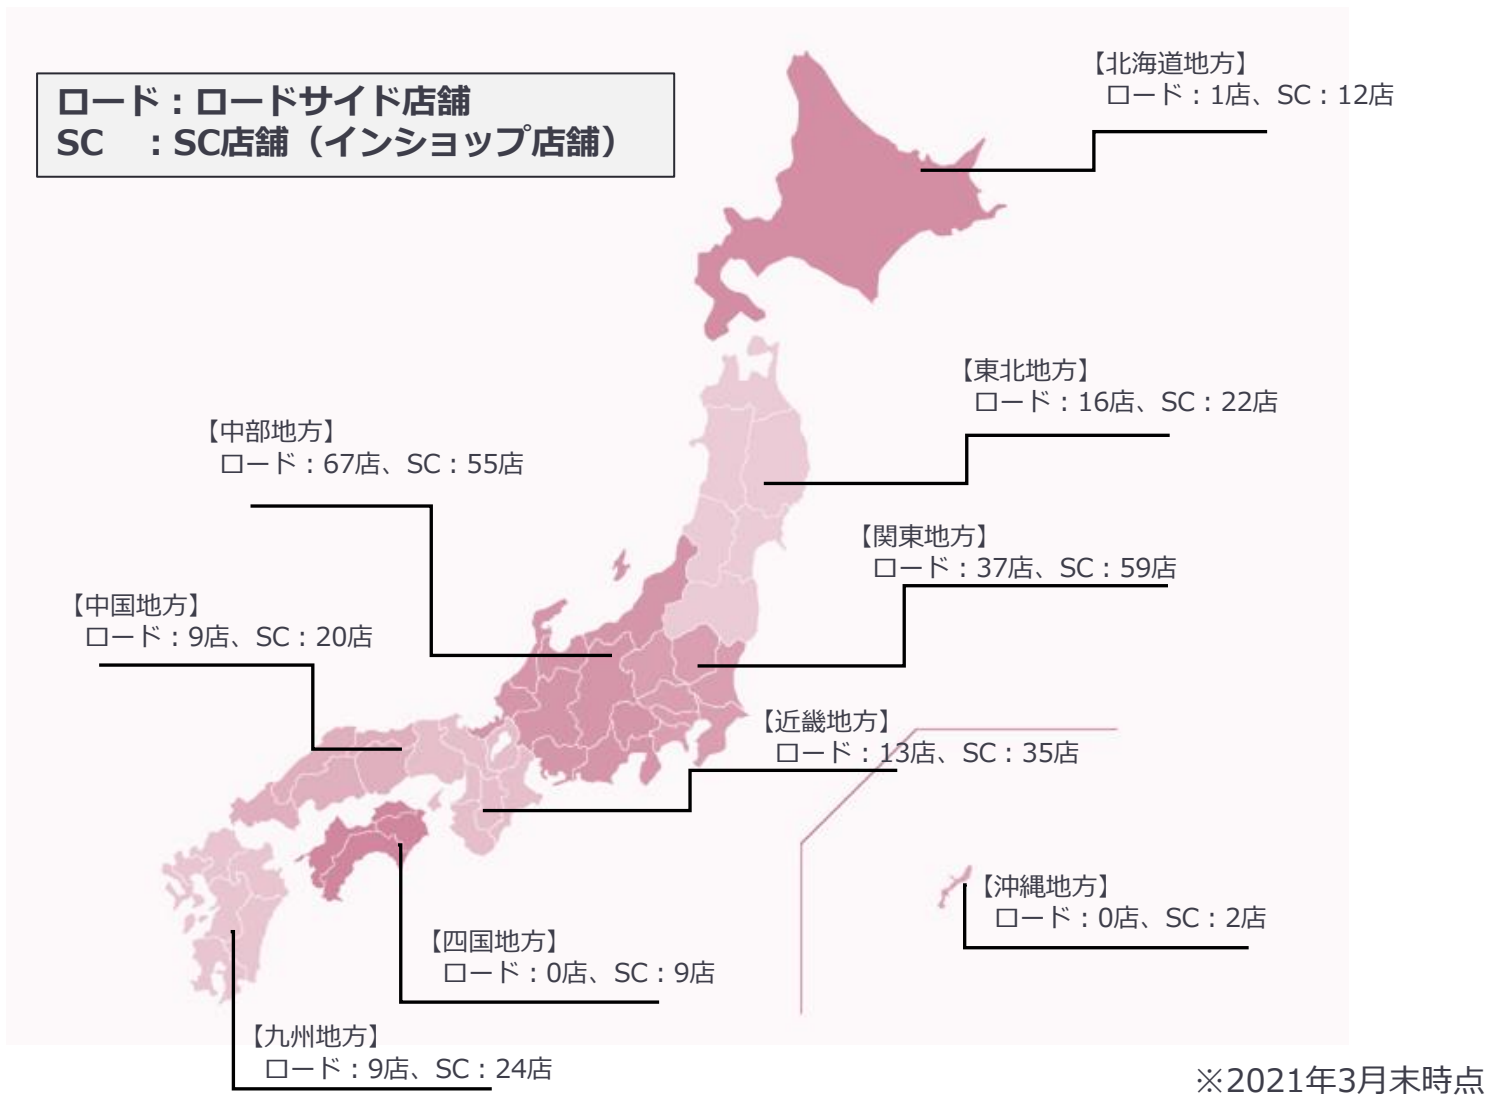 ロード：ロードサイド店舗
SC　：SC店舗（インショップ店舗）
【北海道地方】
ロード：1店、SC：12店
【東北地方】
ロード：16店、SC：22店
【中部地方】
ロード：67店、SC：55店
【関東地方】
ロード：37店、SC：59店
【中国地方】
ロード：9店、SC：20店
【近畿地方】
ロード：13店、SC：35店
【沖縄地方】
ロード：0店、SC：2店
【四国地方】
ロード：0店、SC：9店
【九州地方】
ロード：9店、SC：24店
※2021年3月末時点